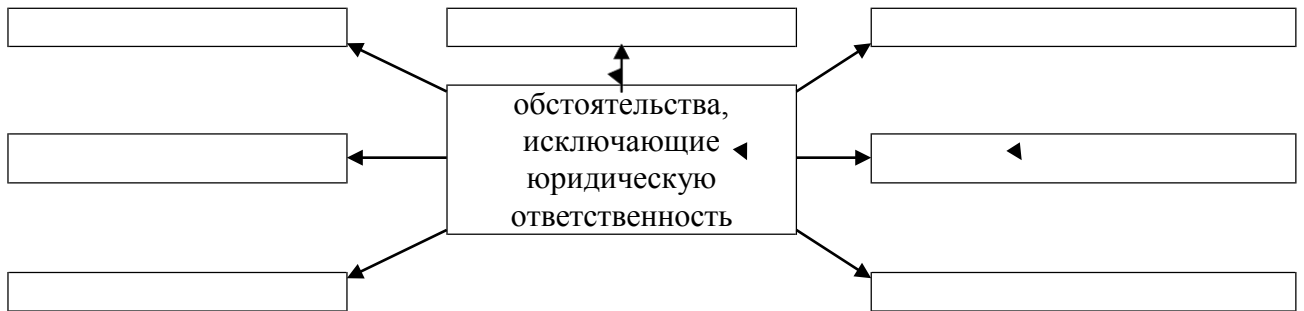 обстоятельства,
исключающие
юридическую
ответственность